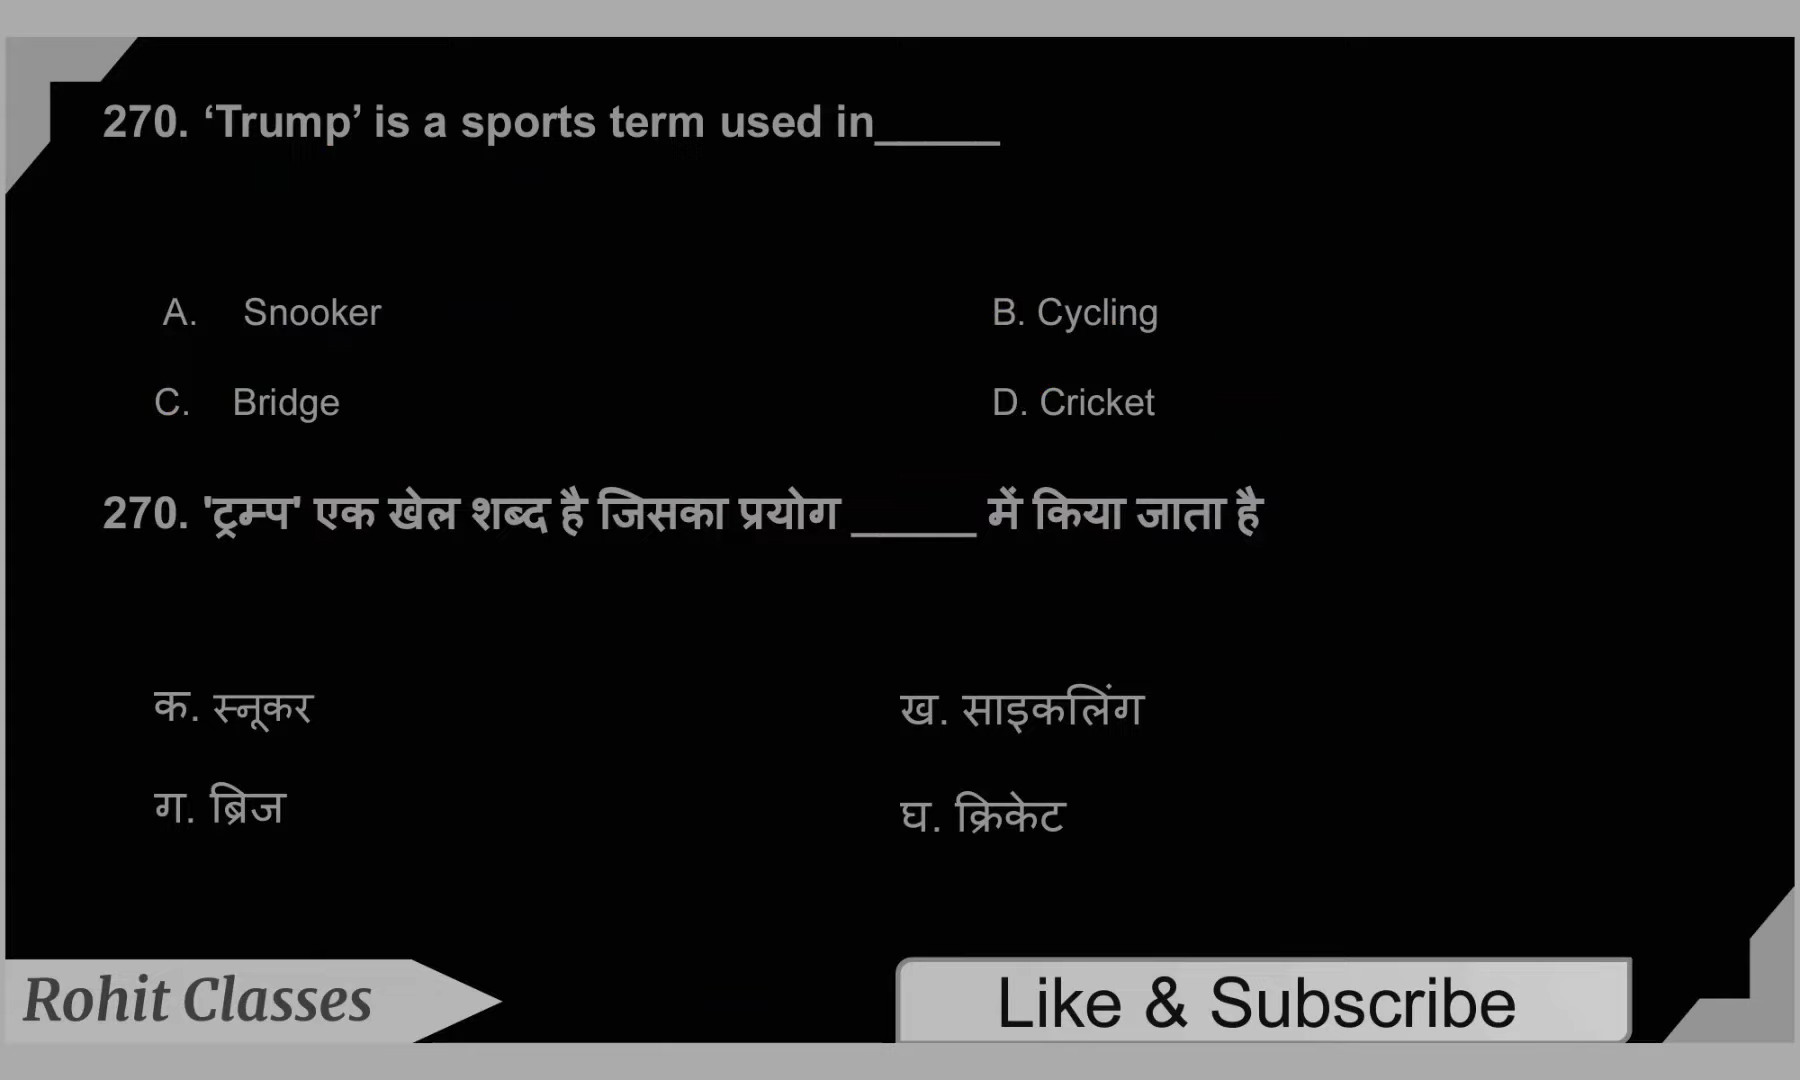 270. ‘Trump’ is a sports term used in______
A. Snooker
B. Cycling
C. Bridge
D. Cricket
270. 'ट्रम्प' एक खेल शब्द है जिसका प्रयोग ______ में किया जाता है
क. स्नूकर
ख. साइकलिंग
ग. ब्रिज
घ. क्रिकेट
Rohit Classes
Like & Subscribe